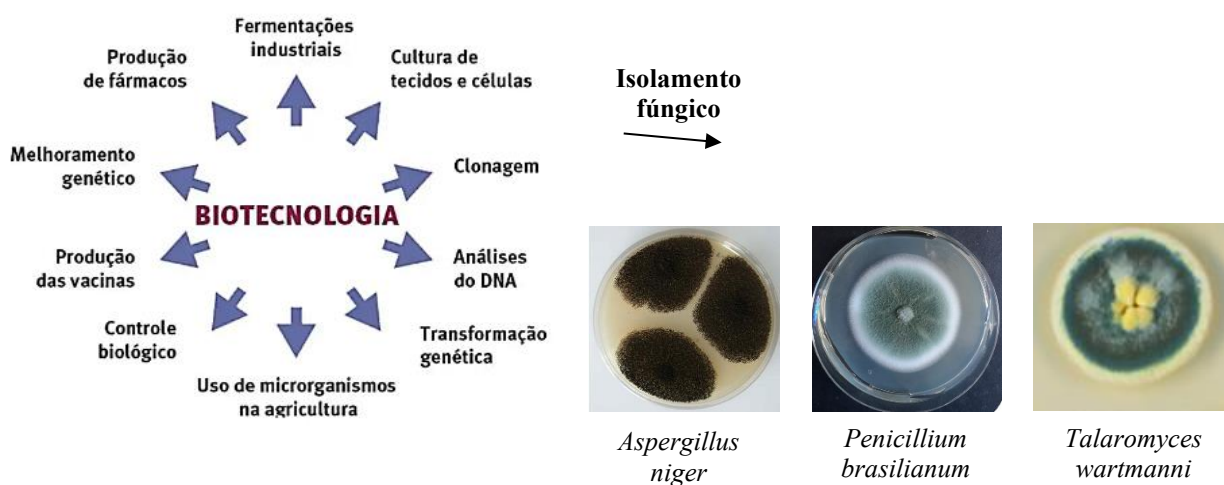 Fermentações
industriais
Produção
de fármacos
Cultura de
tecidos e células
Melhoramento
genético
Clonagem
BIOTECNOLOGIA
Produção
das vacinas
Análises
do DNA
Controle
biológico
Transformação
genética
Uso de microrganismos
na agricultura
Isolamento
fúngico
Aspergillus
niger
Penicillium
brasilianum
Talaromyces
wartmanni